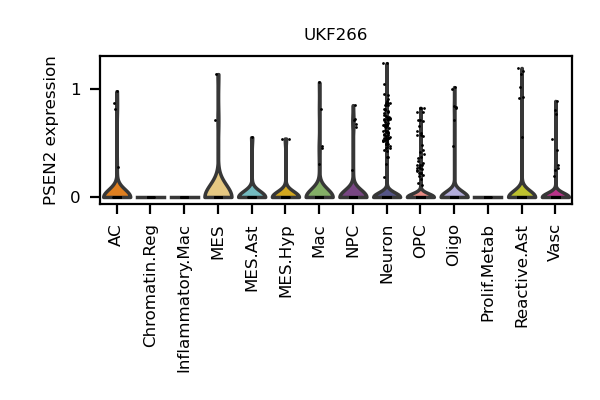 UKF266
PSEN2 expression
1
0
AC
Chromatin.Reg
Inflammatory.Mac
MES
MES.Ast
MES.Hyp
Mac
NPC
Neuron
OPC
Oligo
Prolif.Metab
Reactive.Ast
Vasc